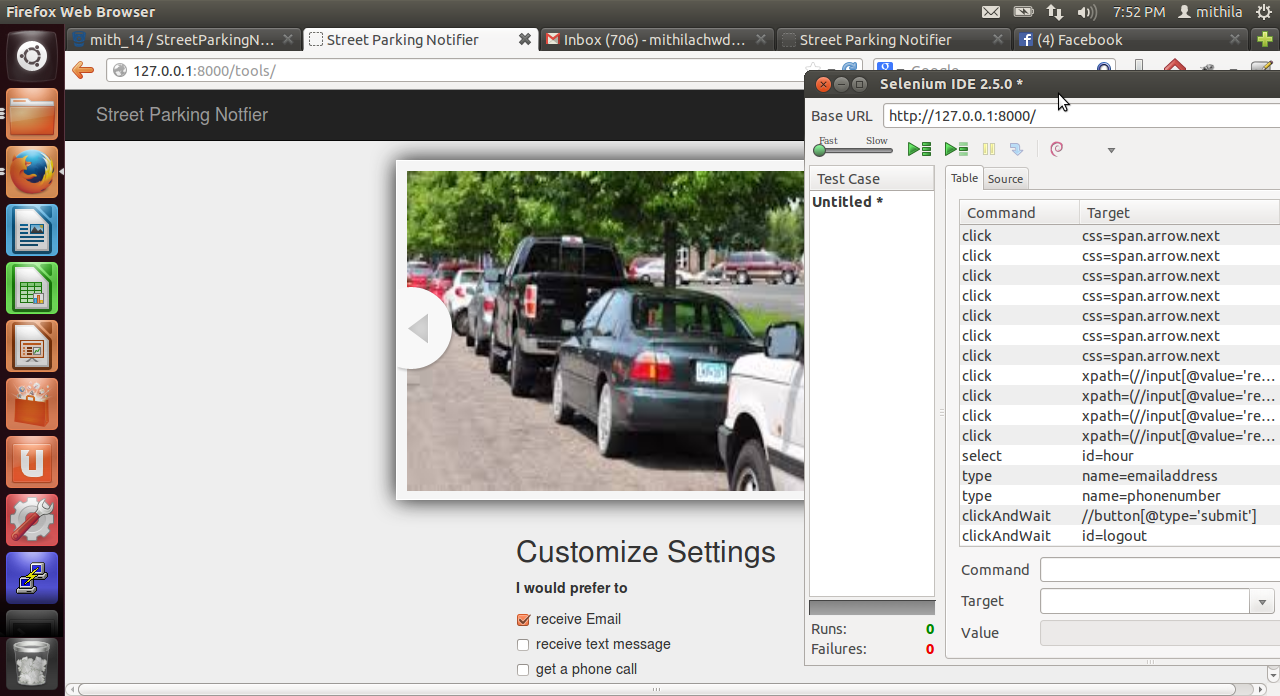 Firefox Web Browser
7:52 PM mithila
mith_14 / StreetParkingN... Street Parking Notifier Inbox (706) - mithilachwd... Street Parking Notifier (4) Facebook
127.0.0.1:8000/tools/
Google
Street Parking Notfier
Customize Settings
I would prefer to
receive Email
receive text message
get a phone call
Selenium IDE 2.5.0 *
Base URL http://127.0.0.1:8000/
Fast Slow
Test Case
Untitled *
Runs: 0
Failures: 0
Table Source
Command Target
click css=span.arrow.next
click css=span.arrow.next
click css=span.arrow.next
click css=span.arrow.next
click css=span.arrow.next
click css=span.arrow.next
click css=span.arrow.next
click xpath=(//input[@value='re...
click xpath=(//input[@value='re...
click xpath=(//input[@value='re...
click xpath=(//input[@value='re...
select id=hour
type name=emailaddress
type name=phonenumber
clickAndWait //button[@type='submit']
clickAndWait id=logout
Command
Target
Value